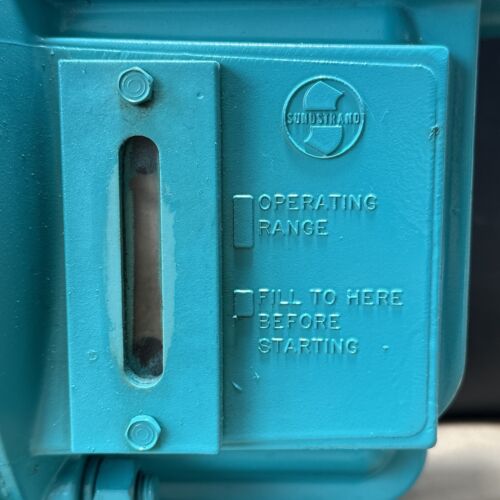 SUNDSTRAND
OPERATING
RANGE
FILL TO HERE
BEFORE
STARTING